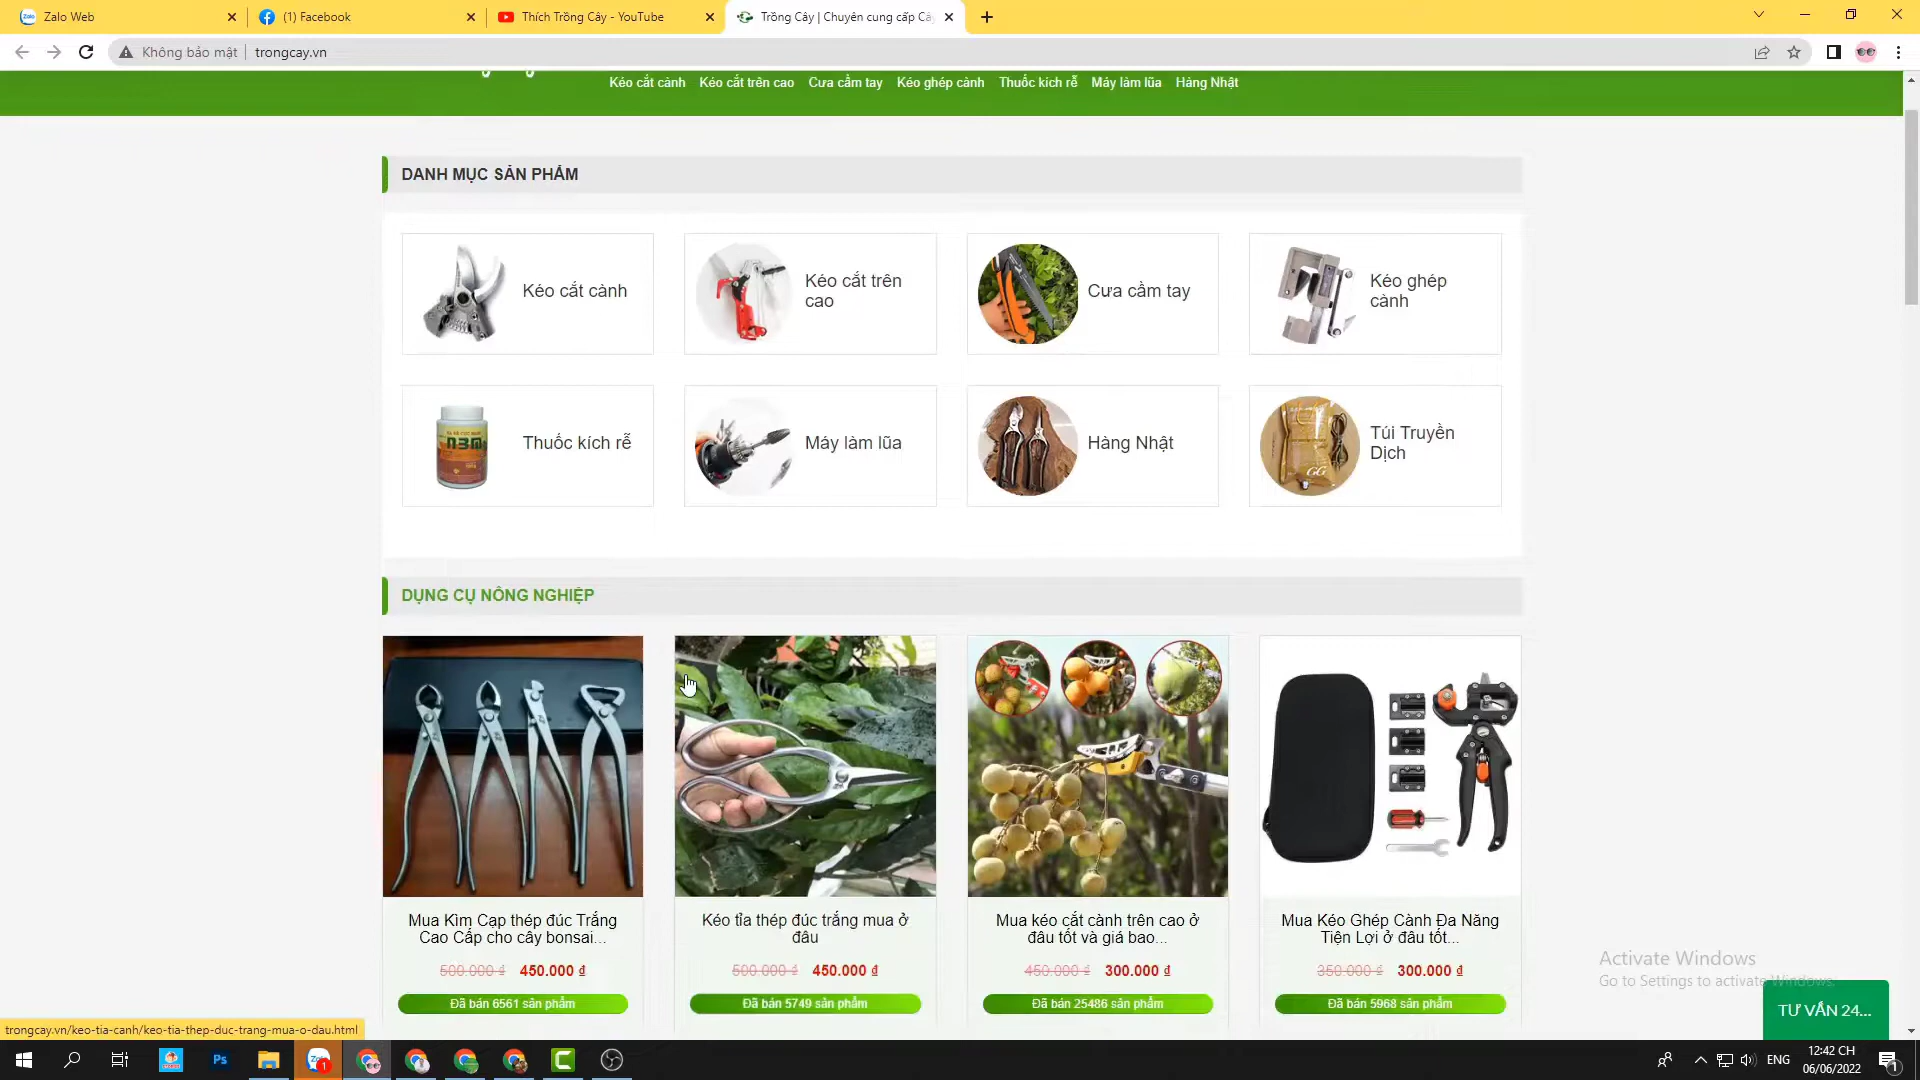 Zalo Web
(1) Facebook
Thích Trồng Cây - YouTube
Trồng Cây | Chuyên cung cấp Câ
Không bảo mật
trongcay.vn
Kéo cắt cành Kéo cắt trên cao Cưa cầm tay Kéo ghép cành Thuốc kích rễ Máy làm lũa Hàng Nhật
DANH MỤC SẢN PHẨM
Kéo cắt cành
Kéo cắt trên
cao
Cưa cầm tay
Kéo ghép
cành
Thuốc kích rễ
Máy làm lũa
Hàng Nhật
Túi Truyền
Dịch
n3m
GG
DỤNG CỤ NÔNG NGHIỆP
Mua Kìm Cạp thép đúc Trắng
Cao Cấp cho cây bonsai...
500.000 đ 450.000 đ
Đã bán 6561 sản phẩm
Kéo tỉa thép đúc trắng mua ở
đâu
500.000 đ 450.000 đ
Đã bán 5749 sản phẩm
Mua kéo cắt cành trên cao ở
đâu tốt và giá bao...
450.000 đ 300.000 đ
Đã bán 25486 sản phẩm
Mua Kéo Ghép Cành Đa Năng
Tiện Lợi ở đâu tốt...
350.000 đ 300.000 đ
Đã bán 5968 sản phẩm
Activate Windows
Go to Settings to activate Windows.
TƯ VẤN 24...
trongcay.vn/keo-tia-canh/keo-tia-thep-duc-trang-mua-o-dau.html
Ps
Zalo
1
ENG
12:42 CH
06/06/2022
1